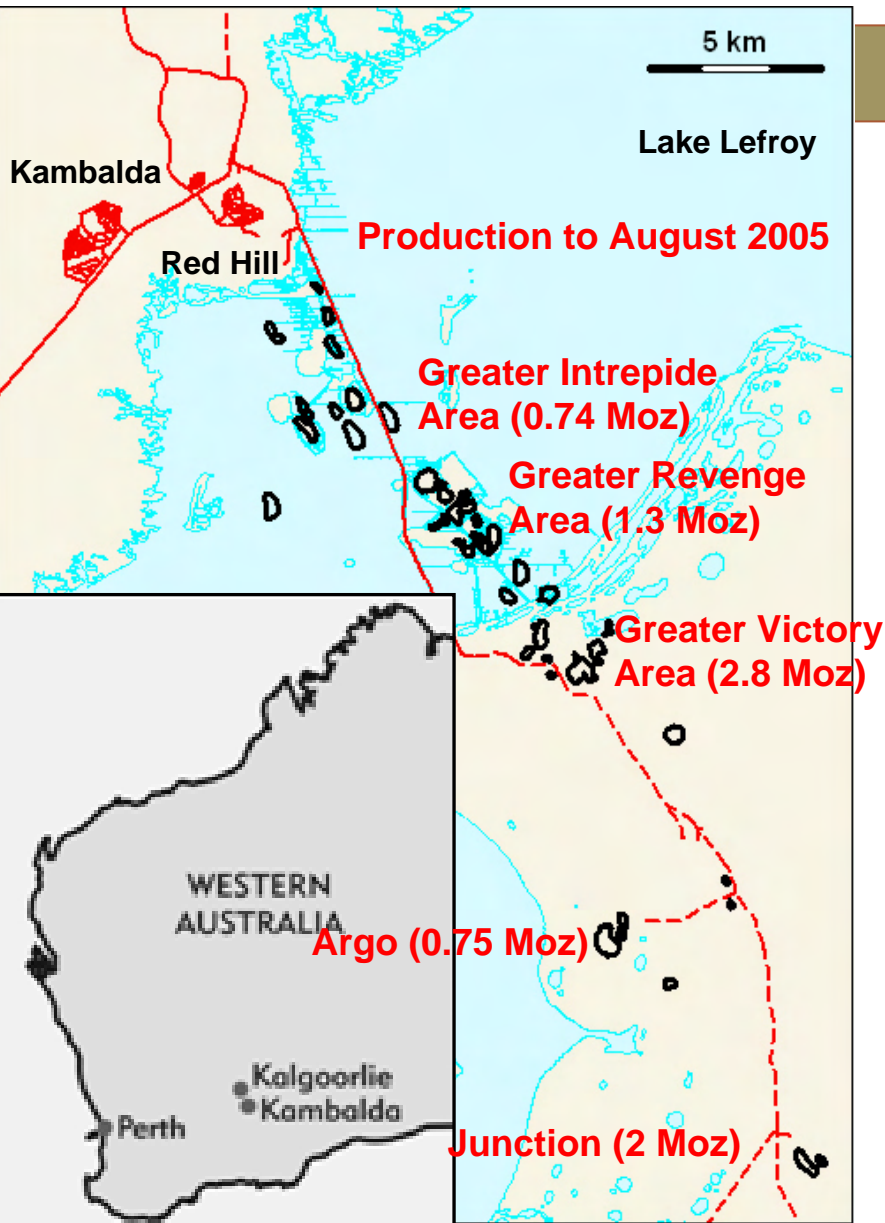 5 km
Lake Lefroy
Kambalda
Production to August 2005
Red Hill
Greater Intrepide
Area (0.74 Moz)
Greater Revenge
Area (1.3 Moz)
Greater Victory
Area (2.8 Moz)
WESTERN
AUSTRALIA
Argo (0.75 Moz)
Kalgoorlie
Kambalda
Perth
Junction (2 Moz)